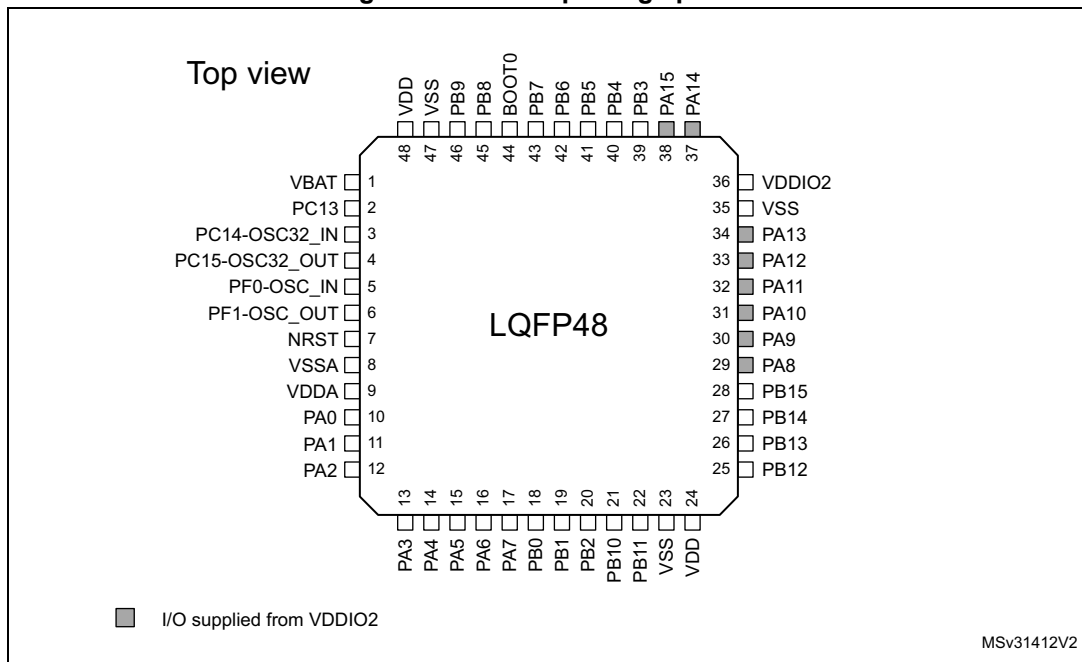 Top view
48 VDD
47 VSS
46 PB9
45 PB8
44 BOOT0
43 PB7
42 PB6
41 PB5
40 PB4
39 PB3
38 PA15
37 PA14
VBAT 1
PC13 2
PC14-OSC32_IN 3
PC15-OSC32_OUT 4
PF0-OSC_IN 5
PF1-OSC_OUT 6
NRST 7
VSSA 8
VDDA 9
PA0 10
PA1 11
PA2 12
LQFP48
36 VDDIO2
35 VSS
34 PA13
33 PA12
32 PA11
31 PA10
30 PA9
29 PA8
28 PB15
27 PB14
26 PB13
25 PB12
PA3 13
PA4 14
PA5 15
PA6 16
PA7 17
PB0 18
PB1 19
PB2 20
PB10 21
PB11 22
VSS 23
VDD 24
I/O supplied from VDDIO2
MSv31412V2